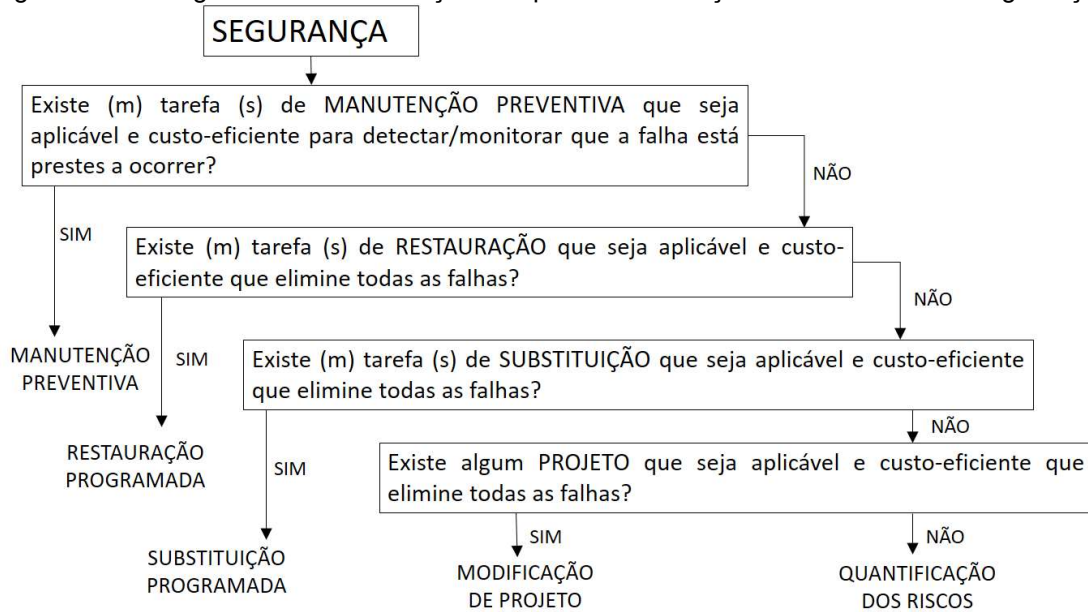 SEGURANÇA
Existe (m) tarefa (s) de MANUTENÇÃO PREVENTIVA que seja
aplicável e custo-eficiente para detectar/monitorar que a falha está
prestes a ocorrer?
NÃO
SIM
Existe (m) tarefa (s) de RESTAURAÇÃO que seja aplicável e custo-
eficiente que elimine todas as falhas?
NÃO
MANUTENÇÃO
PREVENTIVA
SIM
Existe (m) tarefa (s) de SUBSTITUIÇÃO que seja aplicável e custo-eficiente
que elimine todas as falhas?
NÃO
RESTAURAÇÃO
PROGRAMADA
SIM
Existe algum PROJETO que seja aplicável e custo-eficiente que
elimine todas as falhas?
SIM
NÃO
SUBSTITUIÇÃO
PROGRAMADA
MODIFICAÇÃO
DE PROJETO
QUANTIFICAÇÃO
DOS RISCOS